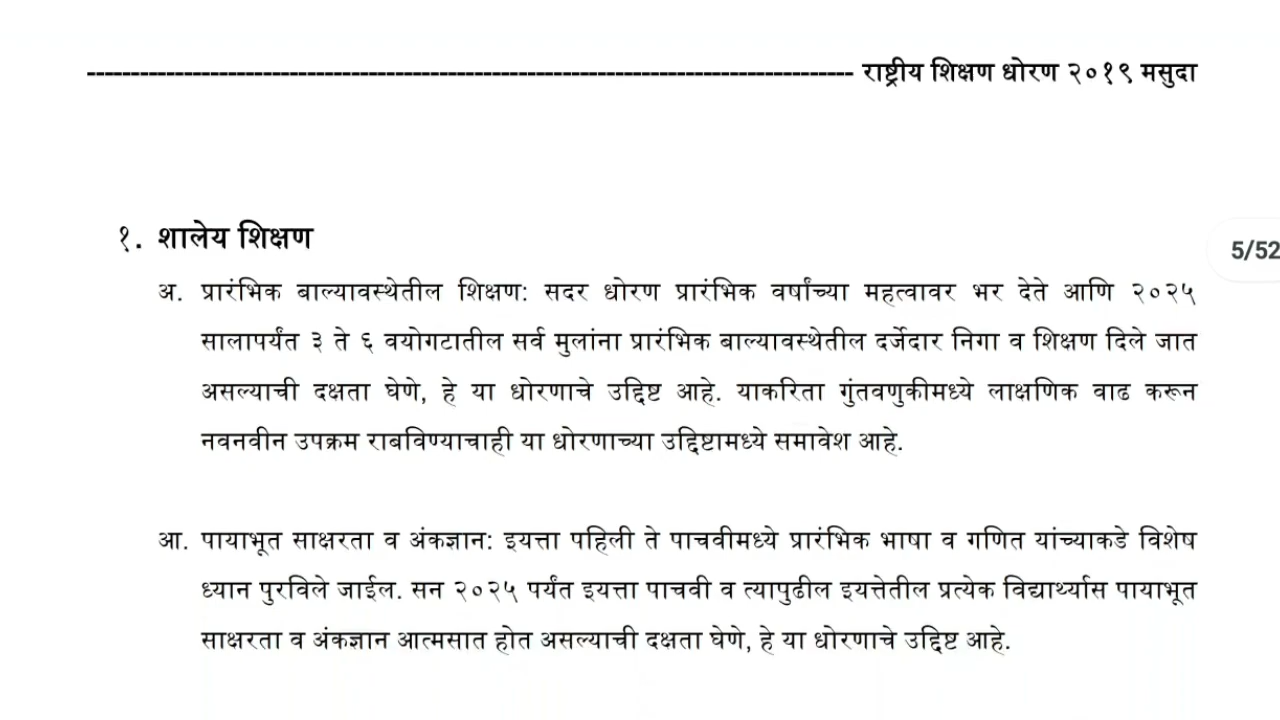 -------------------------------------------------------------------------------------- राष्ट्रीय शिक्षण धोरण २०१९ मसुदा
१. शालेय शिक्षण
5/52
अ. प्रारंभिक बाल्यावस्थेतील शिक्षण: सदर धोरण प्रारंभिक वर्षांच्या महत्वावर भर देते आणि २०२५
सालापर्यंत ३ ते ६ वयोगटातील सर्व मुलांना प्रारंभिक बाल्यावस्थेतील दर्जेदार निगा व शिक्षण दिले जात
असल्याची दक्षता घेणे, हे या धोरणाचे उद्दिष्ट आहे. याकरिता गुंतवणुकीमध्ये लाक्षणिक वाढ करून
नवनवीन उपक्रम राबविण्याचाही या धोरणाच्या उद्दिष्टामध्ये समावेश आहे.
आ. पायाभूत साक्षरता व अंकज्ञान: इयत्ता पहिली ते पाचवीमध्ये प्रारंभिक भाषा व गणित यांच्याकडे विशेष
ध्यान पुरविले जाईल. सन २०२५ पर्यंत इयत्ता पाचवी व त्यापुढील इयत्तेतील प्रत्येक विद्यार्थ्यास पायाभूत
साक्षरता व अंकज्ञान आत्मसात होत असल्याची दक्षता घेणे, हे या धोरणाचे उद्दिष्ट आहे.